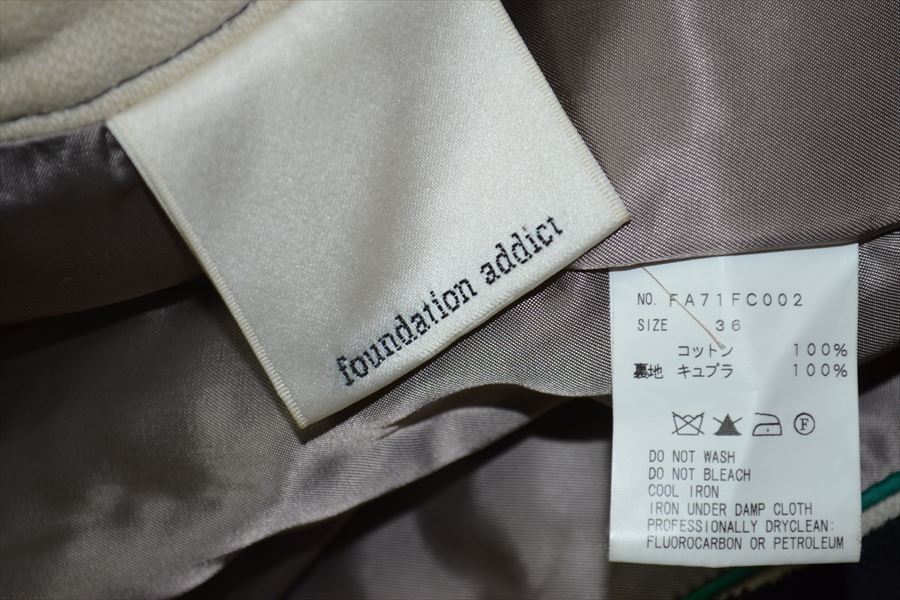 foundation addict
NO. FA71FC002
SIZE 36
コットン 100%
裏地 キュプラ 100%
F
DO NOT WASH
DO NOT BLEACH
COOL IRON
IRON UNDER DAMP CLOTH
PROFESSIONALLY DRYCLEAN:
FLUOROCARBON OR PETROLEUM